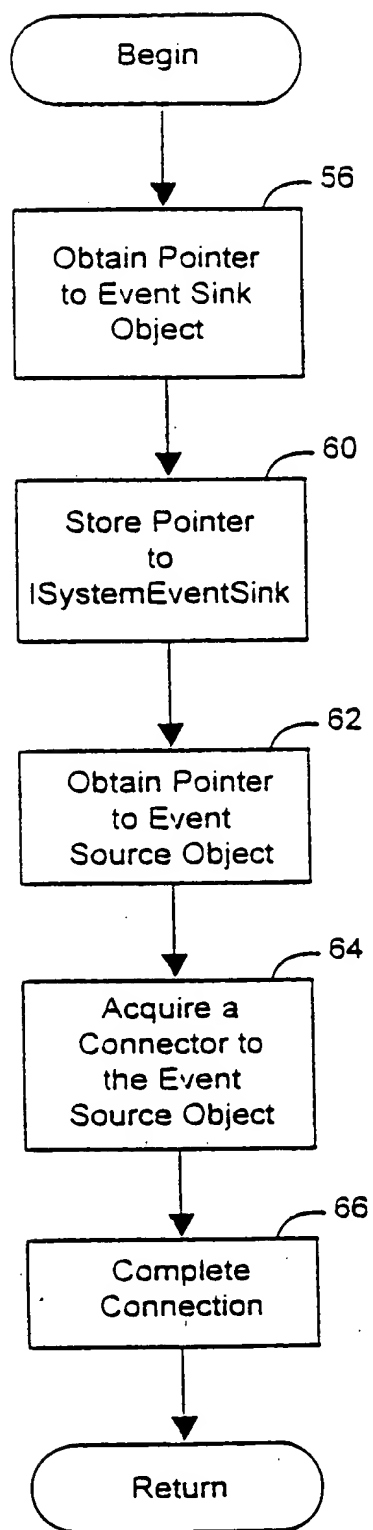 Begin
56
Obtain Pointer
to Event Sink
Object
60
Store Pointer
to
ISystemEventSink
62
Obtain Pointer
to Event
Source Object
64
Acquire a
Connector to
the Event
Source Object
66
Complete
Connection
Return